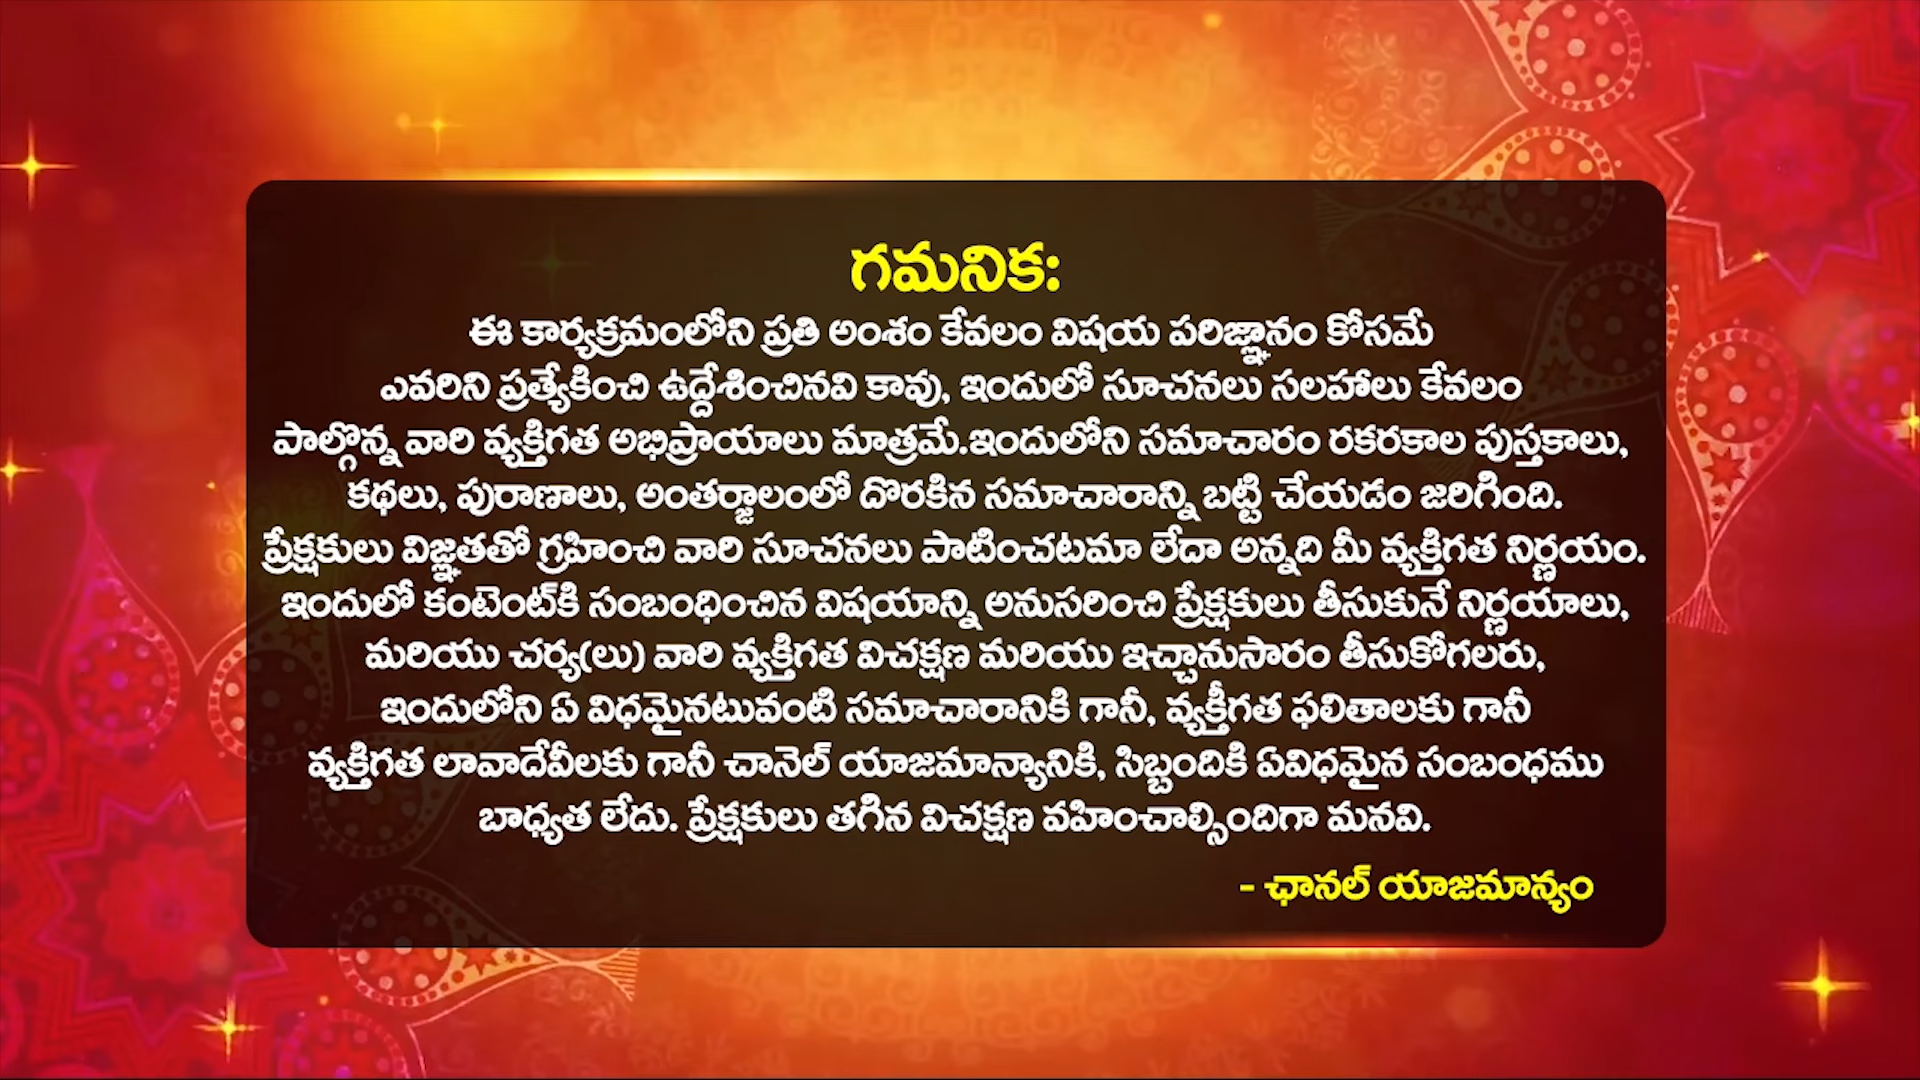 గమనిక:
ఈ కార్యక్రమంలోని ప్రతి అంశం కేవలం విషయ పరిజ్ఞానం కోసమే
ఎవరిని ప్రత్యేకించి ఉద్దేశించినవి కావు, ఇందులో సూచనలు సలహాలు కేవలం
పాల్గొన్న వారి వ్యక్తిగత అభిప్రాయాలు మాత్రమే.ఇందులోని సమాచారం రకరకాల పుస్తకాలు,
కథలు, పురాణాలు, అంతర్జాలంలో దొరకిన సమాచారాన్ని బట్టి చేయడం జరిగింది.
ప్రేక్షకులు విజ్ఞతతో గ్రహించి వారి సూచనలు పాటించటమా లేదా అన్నది మీ వ్యక్తిగత నిర్ణయం.
ఇందులో కంటెంట్‌కి సంబంధించిన విషయాన్ని అనుసరించి ప్రేక్షకులు తీసుకునే నిర్ణయాలు,
మరియు చర్య(లు) వారి వ్యక్తిగత విచక్షణ మరియు ఇచ్చానుసారం తీసుకోగలరు,
ఇందులోని ఏ విధమైనటువంటి సమాచారానికి గానీ, వ్యక్తీగత ఫలితాలకు గానీ
వ్యక్తిగత లావాదేవీలకు గానీ చానెల్ యాజమాన్యానికి, సిబ్బందికి ఏవిధమైన సంబంధము
బాధ్యత లేదు. ప్రేక్షకులు తగిన విచక్షణ వహించాల్సిందిగా మనవి.
- ఛానల్ యాజమాన్యం